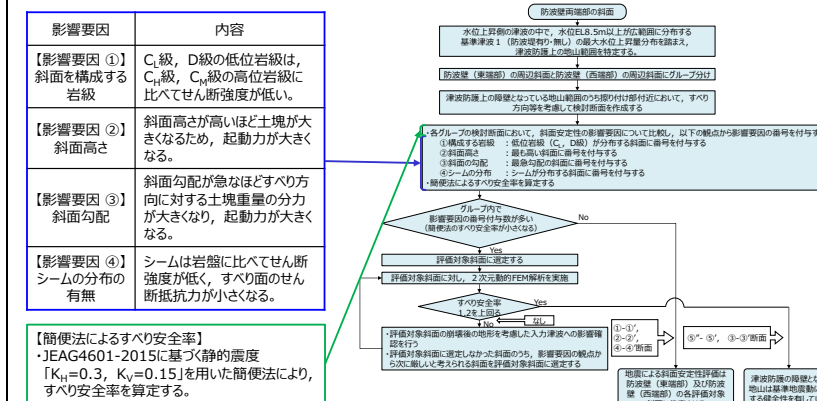 影響要因
内容
【影響要因 ①】
斜面を構成する
岩級
CL級，D級の低位岩級は，
CH級，CM級の高位岩級に
比べてせん断強度が低い。
【影響要因 ②】
斜面高さ
斜面高さが高いほど土塊が大
きくなるため，起動力が大きく
なる。
【影響要因 ③】
斜面勾配
斜面勾配が急なほどすべり方
向に対する土塊重量の分力
が大きくなり，起動力が大きく
なる。
【影響要因 ④】
シームの分布の
有無
シームは岩盤に比べてせん断
強度が低く，すべり面のせん
断抵抗力が小さくなる。
【簡便法によるすべり安全率】
・JEAG4601-2015に基づく静的震度
「KH=0.3，KV=0.15」を用いた簡便法により，
すべり安全率を算定する。
防波壁両端部の斜面
水位上昇側の津波の中で，水位EL8.5m以上が広範囲に分布する
基準津波１（防波堤有り・無し）の最大水位上昇量分布を踏まえ，
津波防護上の地山範囲を特定する。
防波壁（東端部）の周辺斜面と防波壁（西端部）の周辺斜面にグループ分け
津波防護上の障壁となっている地山範囲のうち擦り付け部付近において，すべり
方向等を考慮して検討断面を作成する
・各グループの検討断面において，斜面安定性の影響要因について比較し，以下の観点から影響要因の番号を付与す
①構成する岩級　：低位岩級（CL，D級）が分布する斜面に番号を付与する
②斜面高さ　：最も高い斜面に番号を付与する
③斜面の勾配　：最急勾配の斜面に番号を付与する
④シームの分布　：シームが分布する斜面に番号を付与する
・簡便法によるすべり安全率を算定する
グループ内で
影響要因の番号付与数が多い
（簡便法のすべり安全率が小さくなる）
No
Yes
評価対象斜面に選定する
評価対象斜面に対し，２次元動的FEM解析を実施
すべり安全率
1.2を上回る
Yes
No
なし
・評価対象斜面の崩壊後の地形を考慮した入力津波への影響確
認を行う
・評価対象斜面に選定しなかった斜面のうち，影響要因の観点か
ら次に厳しいと考えられる斜面を評価対象斜面に選定する
①-①’，
②-②’，
④-④’断面
⑤”- ⑤’，③-③’断面
地震による斜面安定性評価は
防波壁（東端部）及び防波
壁（西端部）の各評価対象
津波防護の障壁とな
地山は基準地震動に
する健全性を有してい